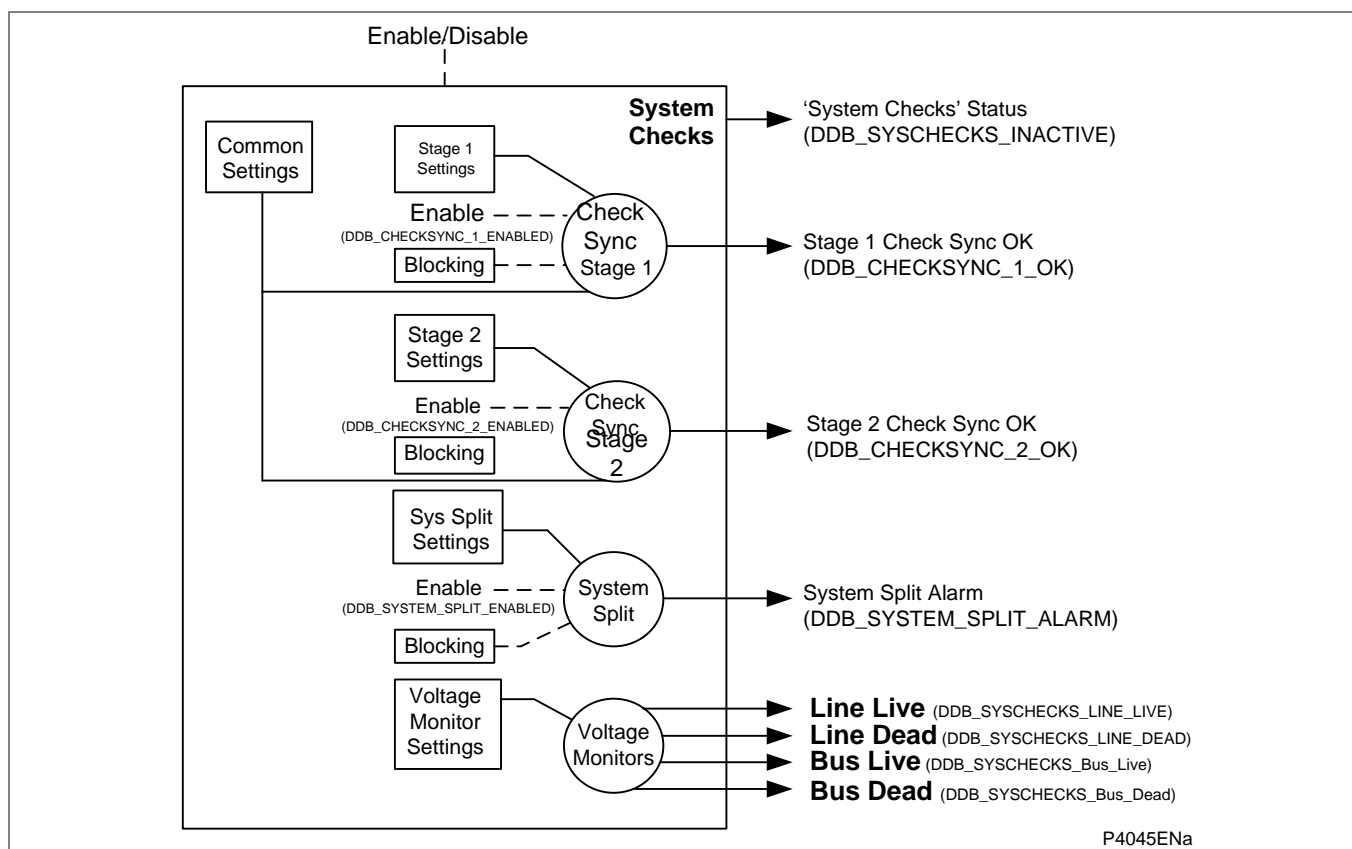 Enable/Disable
System
Checks
'System Checks' Status
(DDB_SYSCHECKS_INACTIVE)
Common
Settings
Stage 1
Settings
Enable
(DDB_CHECKSYNC_1_ENABLED)
Blocking
Check
Sync
Stage 1
Stage 1 Check Sync OK
(DDB_CHECKSYNC_1_OK)
Stage 2
Settings
Enable
(DDB_CHECKSYNC_2_ENABLED)
Blocking
Check
Sync
Stage
2
Stage 2 Check Sync OK
(DDB_CHECKSYNC_2_OK)
Sys Split
Settings
Enable
(DDB_SYSTEM_SPLIT_ENABLED)
Blocking
System
Split
System Split Alarm
(DDB_SYSTEM_SPLIT_ALARM)
Voltage
Monitor
Settings
Voltage
Monitors
Line Live (DDB_SYSCHECKS_LINE_LIVE)
Line Dead (DDB_SYSCHECKS_LINE_DEAD)
Bus Live (DDB_SYSCHECKS_Bus_Live)
Bus Dead (DDB_SYSCHECKS_Bus_Dead)
P4045ENa